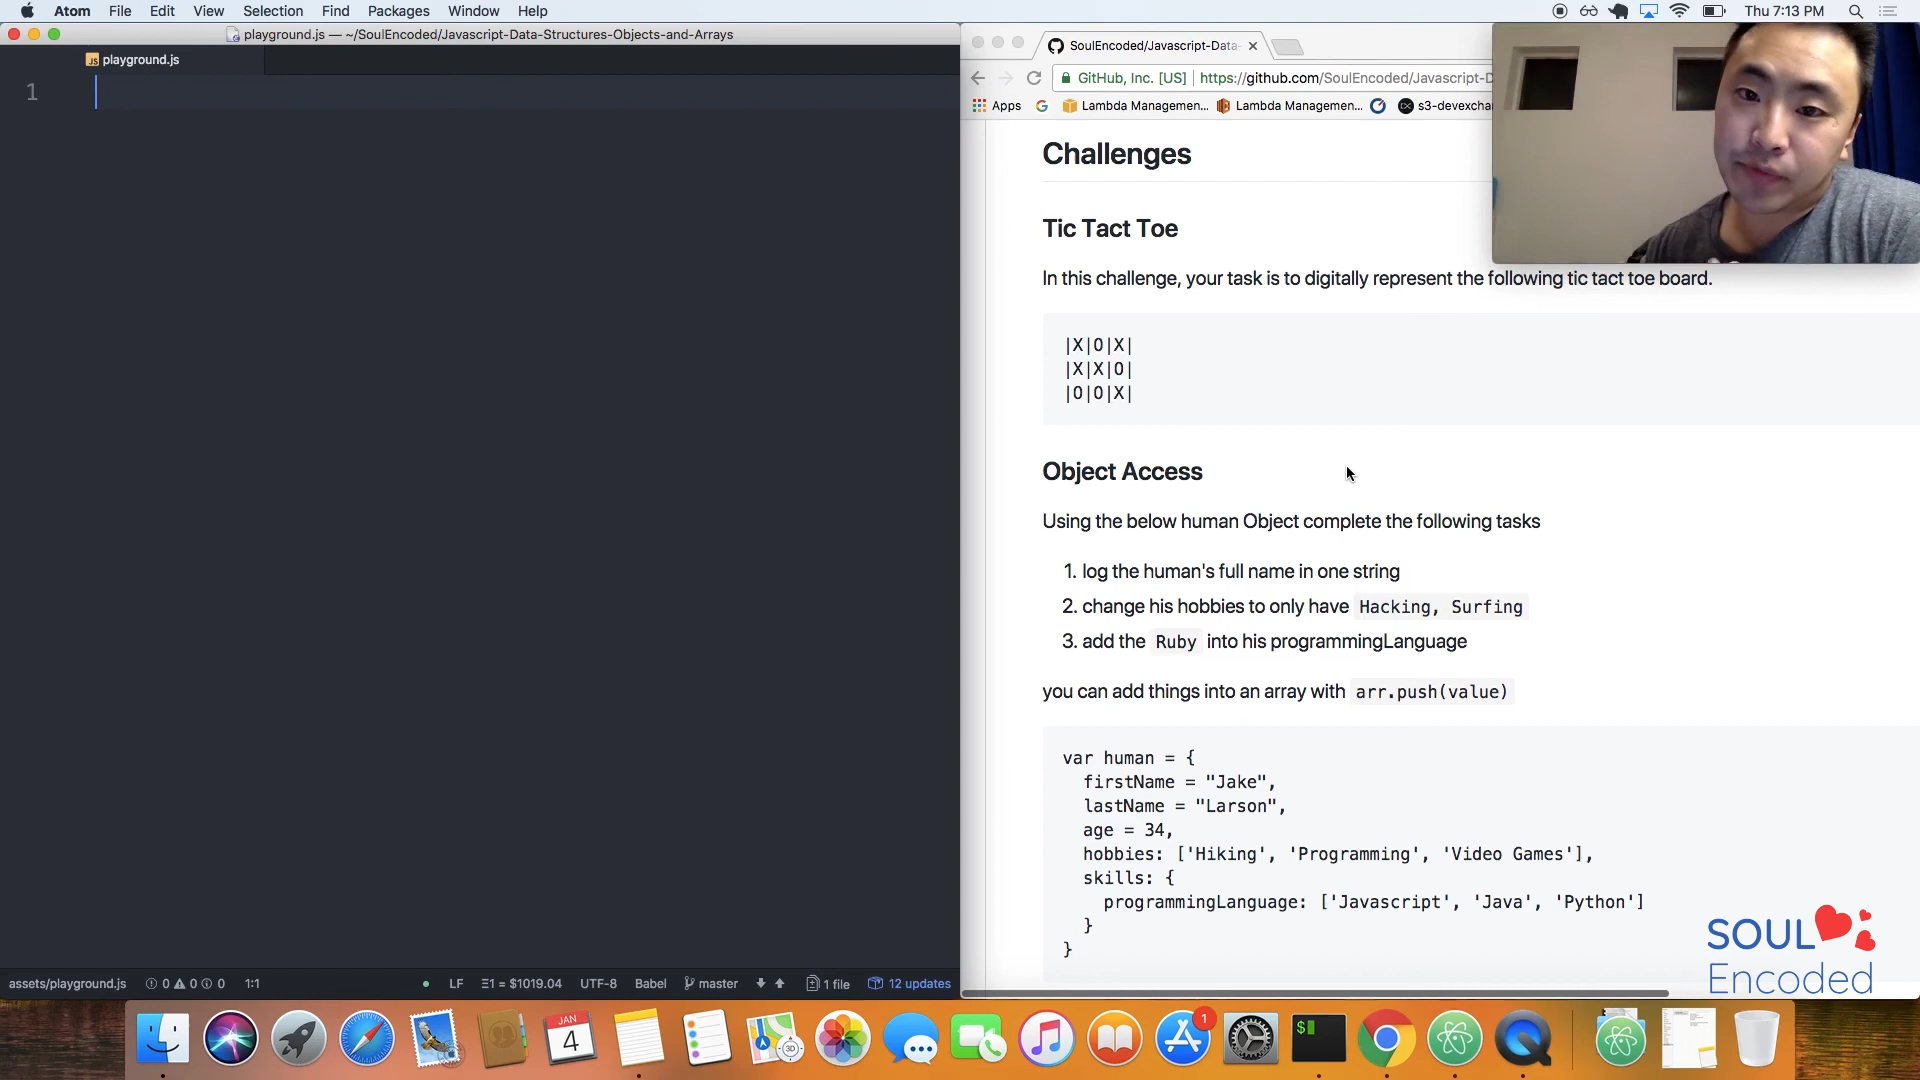 Atom File Edit View Selection Find Packages Window Help
Thu 7:13 PM
playground.js — ~/SoulEncoded/Javascript-Data-Structures-Objects-and-Arrays
playground.js
1
SoulEncoded/Javascript-Data-
GitHub, Inc. [US] | https://github.com/SoulEncoded/Javascript-D
Apps Lambda Managemen... Lambda Managemen... s3-devexcha
Challenges
Tic Tact Toe
In this challenge, your task is to digitally represent the following tic tact toe board.
|X|O|X|
|X|X|O|
|O|O|X|
Object Access
Using the below human Object complete the following tasks
1. log the human's full name in one string
2. change his hobbies to only have Hacking, Surfing
3. add the Ruby into his programmingLanguage
you can add things into an array with arr.push(value)
var human = {
firstName = "Jake",
lastName = "Larson",
age = 34,
hobbies: ['Hiking', 'Programming', 'Video Games'],
skills: {
programmingLanguage: ['Javascript', 'Java', 'Python']
}
}
SOUL
Encoded
assets/playground.js 0 0 0 1:1 LF Ξ1 = $1019.04 UTF-8 Babel master 1 file 12 updates
JAN
4
3D
1
$